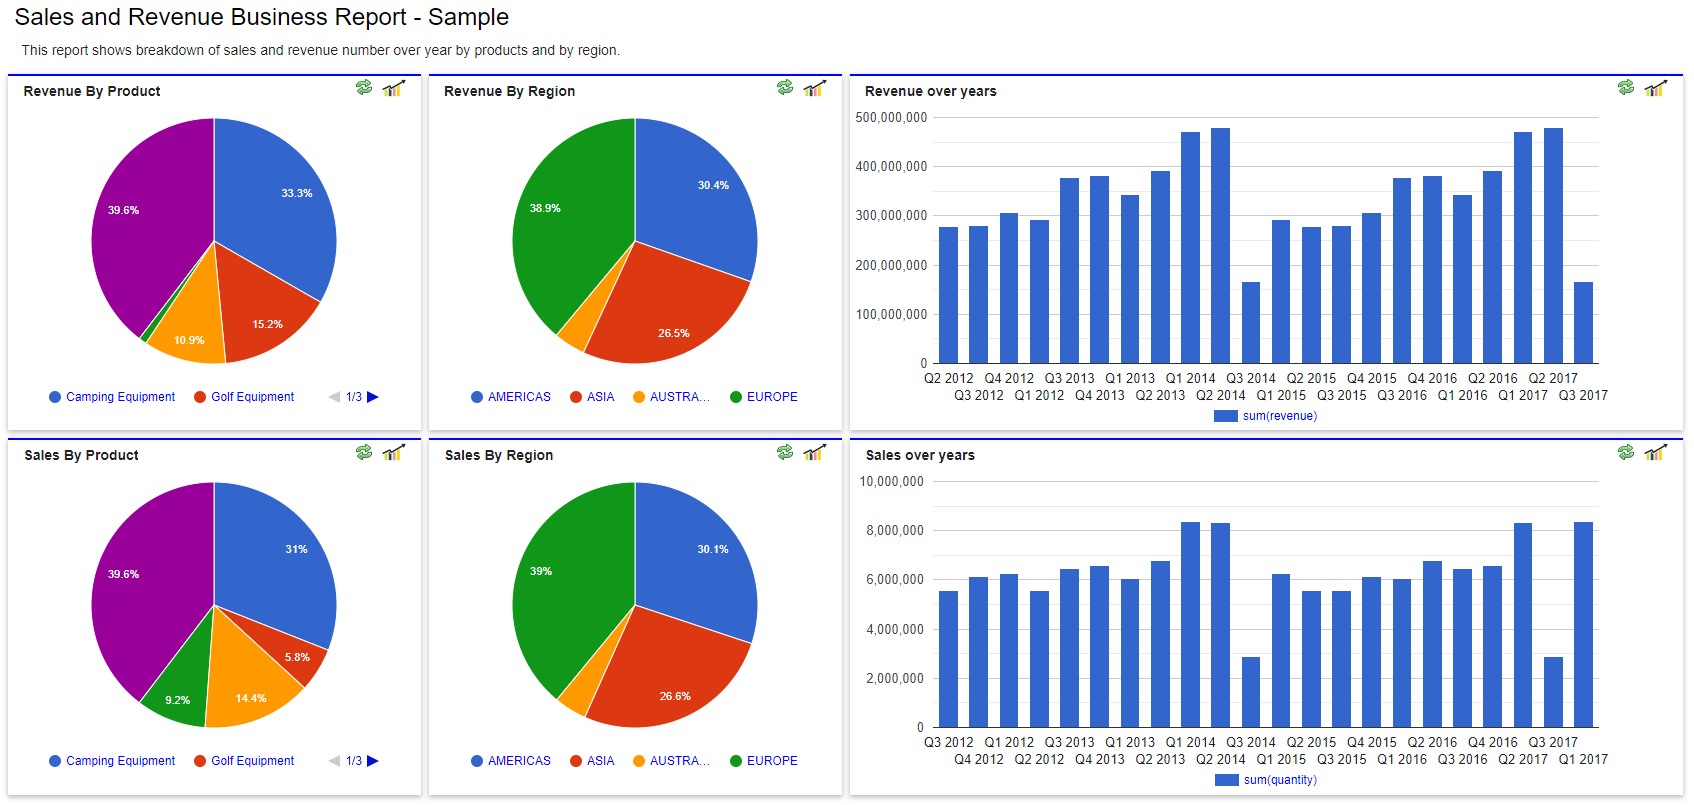 Sales and Revenue Business Report - Sample
This report shows breakdown of sales and revenue number over year by products and by region.
Revenue By Product
33.3%
39.6%
15.2%
10.9%
Camping Equipment Golf Equipment 1/3
Revenue By Region
30.4%
38.9%
26.5%
AMERICAS ASIA AUSTRA... EUROPE
Revenue over years
500,000,000
400,000,000
300,000,000
200,000,000
100,000,000
0
Q2 2012 Q4 2012 Q3 2013 Q1 2013 Q1 2014 Q3 2014 Q2 2015 Q4 2015 Q4 2016 Q2 2016 Q2 2017
Q3 2012 Q1 2012 Q4 2013 Q2 2013 Q2 2014 Q1 2015 Q3 2015 Q3 2016 Q1 2016 Q1 2017 Q3 2017
sum(revenue)
Sales By Product
31%
39.6%
5.8%
14.4%
9.2%
Camping Equipment Golf Equipment 1/3
Sales By Region
30.1%
39%
26.6%
AMERICAS ASIA AUSTRA... EUROPE
Sales over years
10,000,000
8,000,000
6,000,000
4,000,000
2,000,000
0
Q3 2012 Q1 2012 Q3 2013 Q1 2013 Q1 2014 Q3 2014 Q2 2015 Q4 2015 Q2 2016 Q4 2016 Q3 2017
Q4 2012 Q2 2012 Q4 2013 Q2 2013 Q2 2014 Q1 2015 Q3 2015 Q1 2016 Q3 2016 Q2 2017 Q1 2017
sum(quantity)